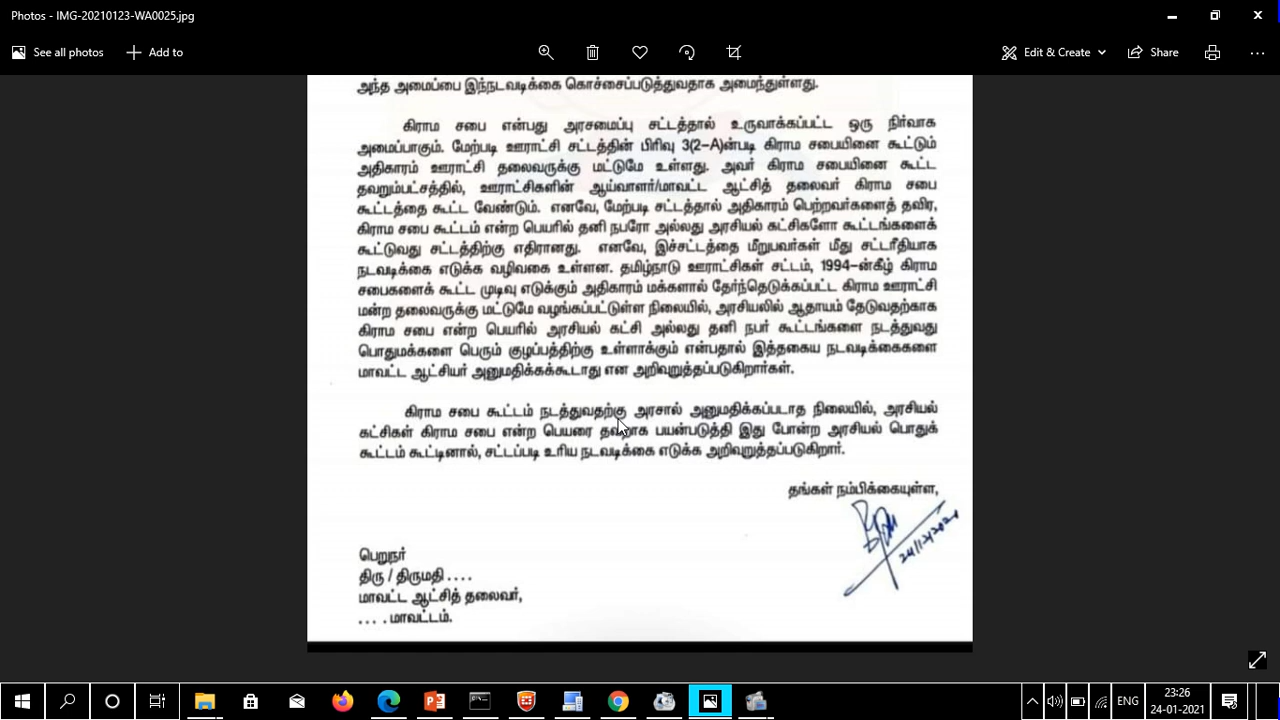 Photos - IMG-20210123-WA0025.jpg
See all photos
Add to
Edit & Create
Share
அந்த அமைப்பை இந்நடவடிக்கை கொச்சைப்படுத்துவதாக அமைந்துள்ளது.
கிராம சபை என்பது அரசமைப்பு சட்டத்தால் உருவாக்கப்பட்ட ஒரு நிர்வாக
அமைப்பாகும். மேற்படி ஊராட்சி சட்டத்தின் பிரிவு 3(2-A)ன்படி கிராம சபையினை கூட்டும்
அதிகாரம் ஊராட்சி தலைவருக்கு மட்டுமே உள்ளது. அவர் கிராம சபையினை கூட்ட
தவறும்பட்சத்தில், ஊராட்சிகளின் ஆய்வாளர்/மாவட்ட ஆட்சித் தலைவர் கிராம சபை
கூட்டத்தை கூட்ட வேண்டும். எனவே, மேற்படி சட்டத்தால் அதிகாரம் பெற்றவர்களைத் தவிர,
கிராம சபை கூட்டம் என்ற பெயரில் தனி நபரோ அல்லது அரசியல் கட்சிகளோ கூட்டங்களைக்
கூட்டுவது சட்டத்திற்கு எதிரானது. எனவே, இச்சட்டத்தை மீறுபவர்கள் மீது சட்டரீதியாக
நடவடிக்கை எடுக்க வழிவகை உள்ளன. தமிழ்நாடு ஊராட்சிகள் சட்டம், 1994-ன்கீழ் கிராம
சபைகளைக் கூட்ட முடிவு எடுக்கும் அதிகாரம் மக்களால் தேர்ந்தெடுக்கப்பட்ட கிராம ஊராட்சி
மன்ற தலைவருக்கு மட்டுமே வழங்கப்பட்டுள்ள நிலையில், அரசியலில் ஆதாயம் தேடுவதற்காக
கிராம சபை என்ற பெயரில் அரசியல் கட்சி அல்லது தனி நபர் கூட்டங்களை நடத்துவது
பொதுமக்களை பெரும் குழப்பத்திற்கு உள்ளாக்கும் என்பதால் இத்தகைய நடவடிக்கைகளை
மாவட்ட ஆட்சியர் அனுமதிக்கக்கூடாது என அறிவுறுத்தப்படுகிறார்கள்.
கிராம சபை கூட்டம் நடத்துவதற்கு அரசால் அனுமதிக்கப்படாத நிலையில், அரசியல்
கட்சிகள் கிராம சபை என்ற பெயரை தவறாக பயன்படுத்தி இது போன்ற அரசியல் பொதுக்
கூட்டம் கூட்டினால், சட்டப்படி உரிய நடவடிக்கை எடுக்க அறிவுறுத்தப்படுகிறார்.
தங்கள் நம்பிக்கையுள்ள,
24/12/2020
பெறுநர்
திரு / திருமதி ....
மாவட்ட ஆட்சித் தலைவர்,
.... மாவட்டம்.
ENG
23:26
24-01-2021